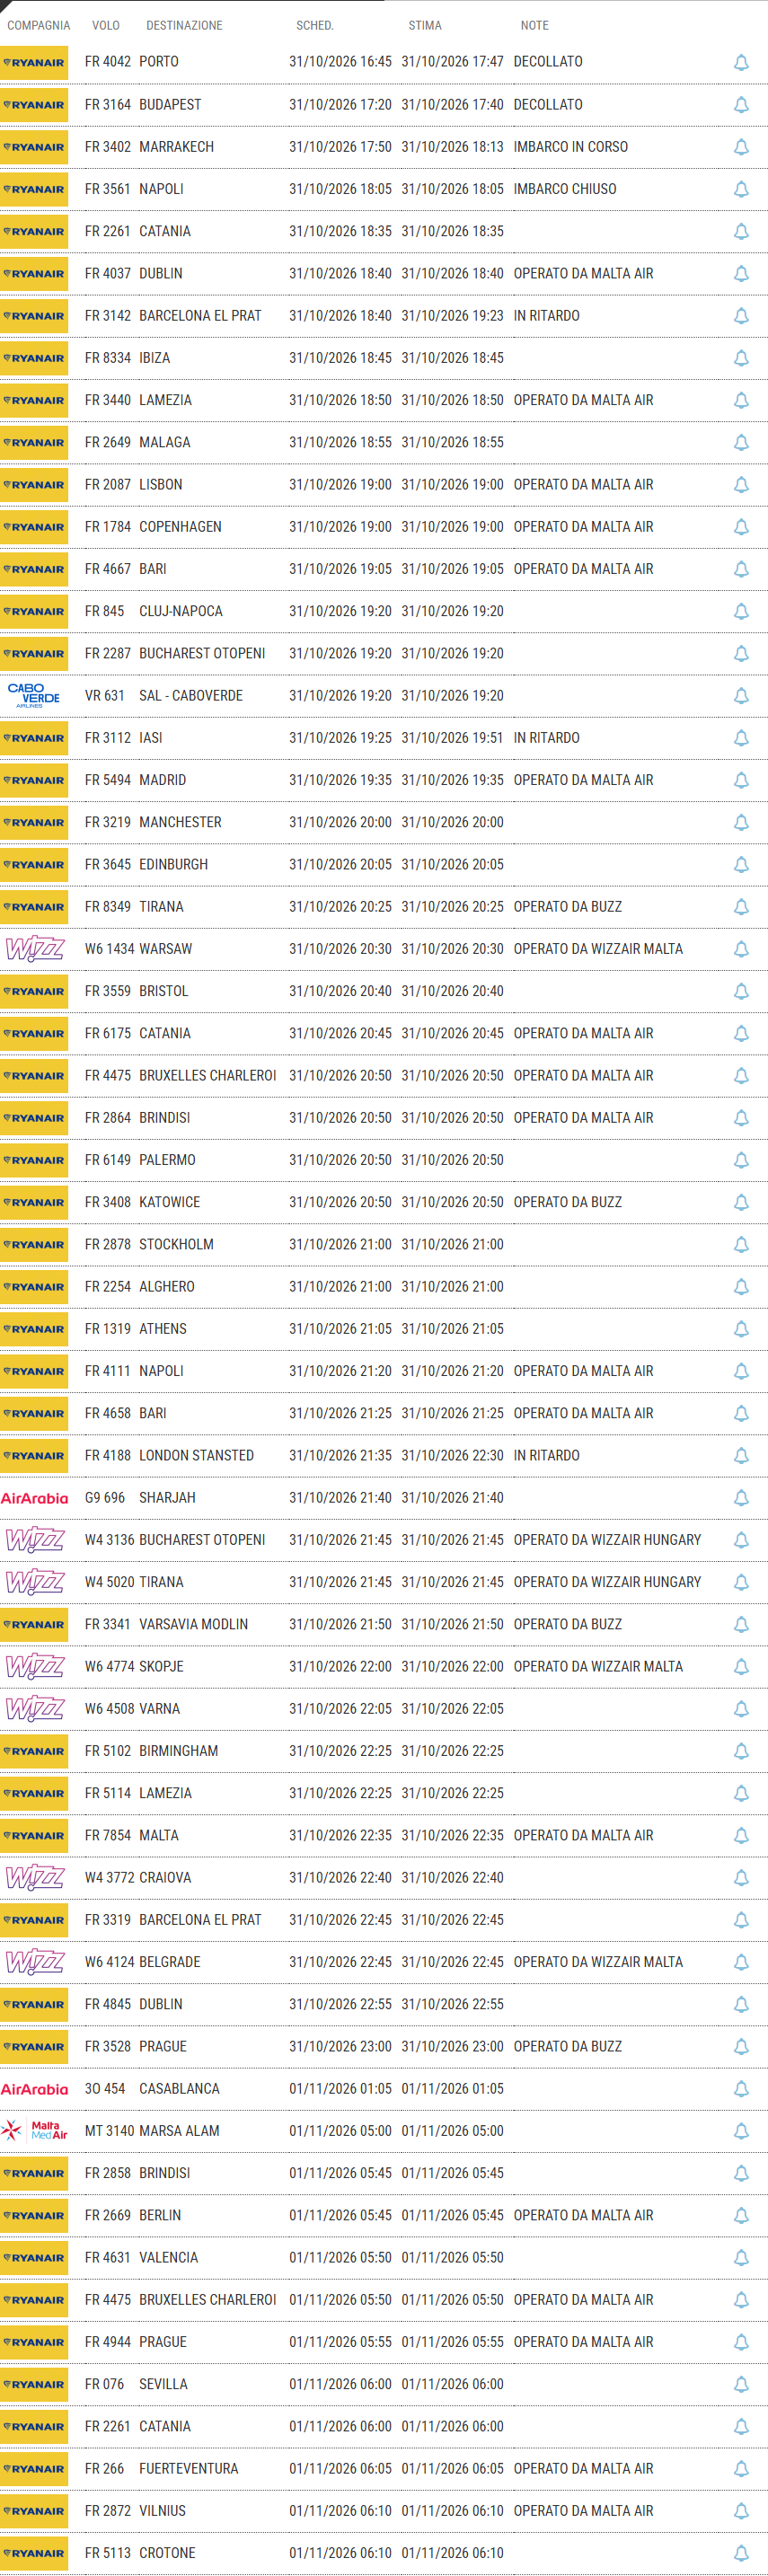 COMPAGNIA VOLO DESTINAZIONE SCHED. STIMA NOTE
RYANAIR FR 4042 PORTO 31/10/2026 16:45 31/10/2026 17:47 DECOLLATO
RYANAIR FR 3164 BUDAPEST 31/10/2026 17:20 31/10/2026 17:40 DECOLLATO
RYANAIR FR 3402 MARRAKECH 31/10/2026 17:50 31/10/2026 18:13 IMBARCO IN CORSO
RYANAIR FR 3561 NAPOLI 31/10/2026 18:05 31/10/2026 18:05 IMBARCO CHIUSO
RYANAIR FR 2261 CATANIA 31/10/2026 18:35 31/10/2026 18:35
RYANAIR FR 4037 DUBLIN 31/10/2026 18:40 31/10/2026 18:40 OPERATO DA MALTA AIR
RYANAIR FR 3142 BARCELONA EL PRAT 31/10/2026 18:40 31/10/2026 19:23 IN RITARDO
RYANAIR FR 8334 IBIZA 31/10/2026 18:45 31/10/2026 18:45
RYANAIR FR 3440 LAMEZIA 31/10/2026 18:50 31/10/2026 18:50 OPERATO DA MALTA AIR
RYANAIR FR 2649 MALAGA 31/10/2026 18:55 31/10/2026 18:55
RYANAIR FR 2087 LISBON 31/10/2026 19:00 31/10/2026 19:00 OPERATO DA MALTA AIR
RYANAIR FR 1784 COPENHAGEN 31/10/2026 19:00 31/10/2026 19:00 OPERATO DA MALTA AIR
RYANAIR FR 4667 BARI 31/10/2026 19:05 31/10/2026 19:05 OPERATO DA MALTA AIR
RYANAIR FR 845 CLUJ-NAPOCA 31/10/2026 19:20 31/10/2026 19:20
RYANAIR FR 2287 BUCHAREST OTOPENI 31/10/2026 19:20 31/10/2026 19:20
CABO VERDE AIRLINES VR 631 SAL - CABOVERDE 31/10/2026 19:20 31/10/2026 19:20
RYANAIR FR 3112 IASI 31/10/2026 19:25 31/10/2026 19:51 IN RITARDO
RYANAIR FR 5494 MADRID 31/10/2026 19:35 31/10/2026 19:35 OPERATO DA MALTA AIR
RYANAIR FR 3219 MANCHESTER 31/10/2026 20:00 31/10/2026 20:00
RYANAIR FR 3645 EDINBURGH 31/10/2026 20:05 31/10/2026 20:05
RYANAIR FR 8349 TIRANA 31/10/2026 20:25 31/10/2026 20:25 OPERATO DA BUZZ
WIZZ W6 1434 WARSAW 31/10/2026 20:30 31/10/2026 20:30 OPERATO DA WIZZAIR MALTA
RYANAIR FR 3559 BRISTOL 31/10/2026 20:40 31/10/2026 20:40
RYANAIR FR 6175 CATANIA 31/10/2026 20:45 31/10/2026 20:45 OPERATO DA MALTA AIR
RYANAIR FR 4475 BRUXELLES CHARLEROI 31/10/2026 20:50 31/10/2026 20:50 OPERATO DA MALTA AIR
RYANAIR FR 2864 BRINDISI 31/10/2026 20:50 31/10/2026 20:50 OPERATO DA MALTA AIR
RYANAIR FR 6149 PALERMO 31/10/2026 20:50 31/10/2026 20:50
RYANAIR FR 3408 KATOWICE 31/10/2026 20:50 31/10/2026 20:50 OPERATO DA BUZZ
RYANAIR FR 2878 STOCKHOLM 31/10/2026 21:00 31/10/2026 21:00
RYANAIR FR 2254 ALGHERO 31/10/2026 21:00 31/10/2026 21:00
RYANAIR FR 1319 ATHENS 31/10/2026 21:05 31/10/2026 21:05
RYANAIR FR 4111 NAPOLI 31/10/2026 21:20 31/10/2026 21:20 OPERATO DA MALTA AIR
RYANAIR FR 4658 BARI 31/10/2026 21:25 31/10/2026 21:25 OPERATO DA MALTA AIR
RYANAIR FR 4188 LONDON STANSTED 31/10/2026 21:35 31/10/2026 22:30 IN RITARDO
AirArabia G9 696 SHARJAH 31/10/2026 21:40 31/10/2026 21:40
WIZZ W4 3136 BUCHAREST OTOPENI 31/10/2026 21:45 31/10/2026 21:45 OPERATO DA WIZZAIR HUNGARY
WIZZ W4 5020 TIRANA 31/10/2026 21:45 31/10/2026 21:45 OPERATO DA WIZZAIR HUNGARY
RYANAIR FR 3341 VARSAVIA MODLIN 31/10/2026 21:50 31/10/2026 21:50 OPERATO DA BUZZ
WIZZ W6 4774 SKOPJE 31/10/2026 22:00 31/10/2026 22:00 OPERATO DA WIZZAIR MALTA
WIZZ W6 4508 VARNA 31/10/2026 22:05 31/10/2026 22:05
RYANAIR FR 5102 BIRMINGHAM 31/10/2026 22:25 31/10/2026 22:25
RYANAIR FR 5114 LAMEZIA 31/10/2026 22:25 31/10/2026 22:25
RYANAIR FR 7854 MALTA 31/10/2026 22:35 31/10/2026 22:35 OPERATO DA MALTA AIR
WIZZ W4 3772 CRAIOVA 31/10/2026 22:40 31/10/2026 22:40
RYANAIR FR 3319 BARCELONA EL PRAT 31/10/2026 22:45 31/10/2026 22:45
WIZZ W6 4124 BELGRADE 31/10/2026 22:45 31/10/2026 22:45 OPERATO DA WIZZAIR MALTA
RYANAIR FR 4845 DUBLIN 31/10/2026 22:55 31/10/2026 22:55
RYANAIR FR 3528 PRAGUE 31/10/2026 23:00 31/10/2026 23:00 OPERATO DA BUZZ
AirArabia 3O 454 CASABLANCA 01/11/2026 01:05 01/11/2026 01:05
Malta MedAir MT 3140 MARSA ALAM 01/11/2026 05:00 01/11/2026 05:00
RYANAIR FR 2858 BRINDISI 01/11/2026 05:45 01/11/2026 05:45
RYANAIR FR 2669 BERLIN 01/11/2026 05:45 01/11/2026 05:45 OPERATO DA MALTA AIR
RYANAIR FR 4631 VALENCIA 01/11/2026 05:50 01/11/2026 05:50
RYANAIR FR 4475 BRUXELLES CHARLEROI 01/11/2026 05:50 01/11/2026 05:50 OPERATO DA MALTA AIR
RYANAIR FR 4944 PRAGUE 01/11/2026 05:55 01/11/2026 05:55 OPERATO DA MALTA AIR
RYANAIR FR 076 SEVILLA 01/11/2026 06:00 01/11/2026 06:00
RYANAIR FR 2261 CATANIA 01/11/2026 06:00 01/11/2026 06:00
RYANAIR FR 266 FUERTEVENTURA 01/11/2026 06:05 01/11/2026 06:05 OPERATO DA MALTA AIR
RYANAIR FR 2872 VILNIUS 01/11/2026 06:10 01/11/2026 06:10 OPERATO DA MALTA AIR
RYANAIR FR 5113 CROTONE 01/11/2026 06:10 01/11/2026 06:10